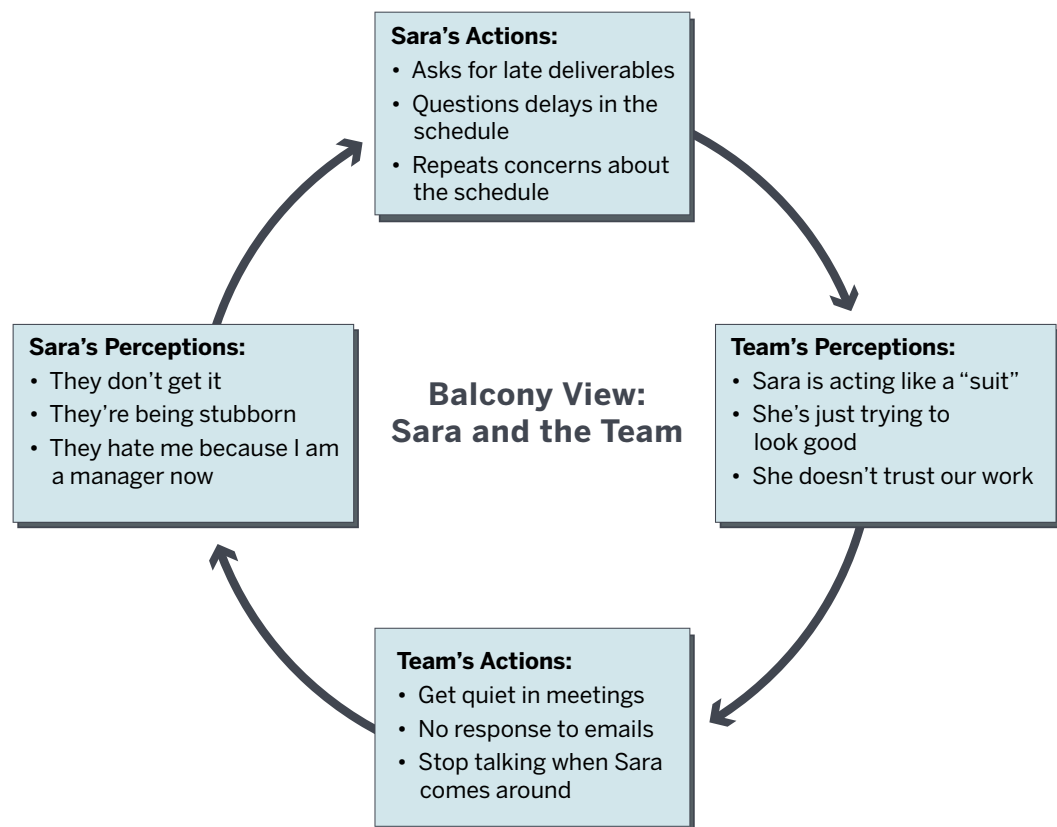 Sara’s Actions:
• Asks for late deliverables
• Questions delays in the
schedule
• Repeats concerns about
the schedule
Sara’s Perceptions:
• They don’t get it
• They’re being stubborn
• They hate me because I am
a manager now
Balcony View:
Sara and the Team
Team’s Perceptions:
• Sara is acting like a “suit”
• She’s just trying to
look good
• She doesn’t trust our work
Team’s Actions:
• Get quiet in meetings
• No response to emails
• Stop talking when Sara
comes around